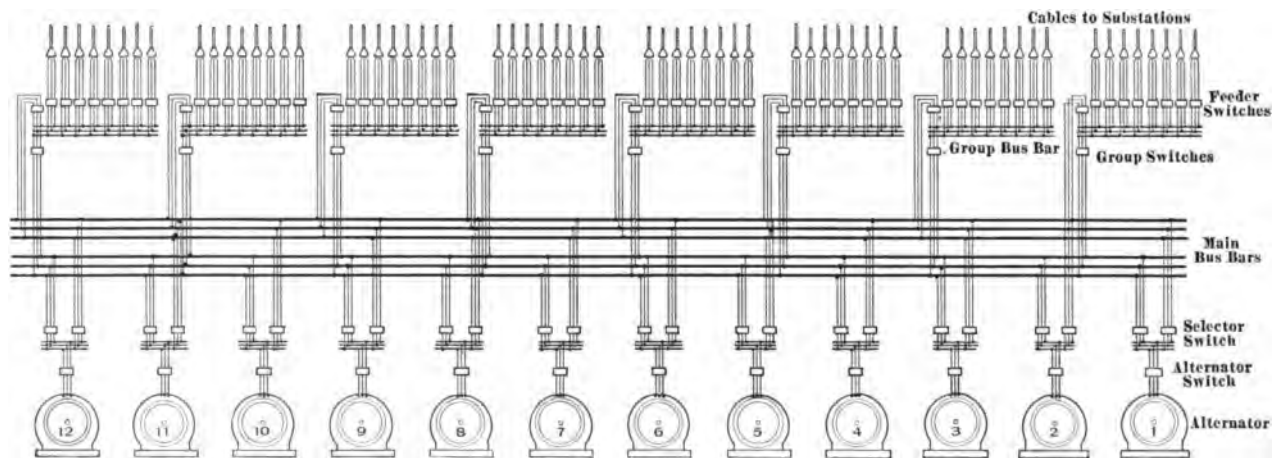 Cables to Substations
Feeder
Switches
Group Bus Bar
Group Switches
Main
Bus Bars
Selector
Switch
Alternator
Switch
12 11 10 9 8 7 6 5 4 3 2 1 Alternator